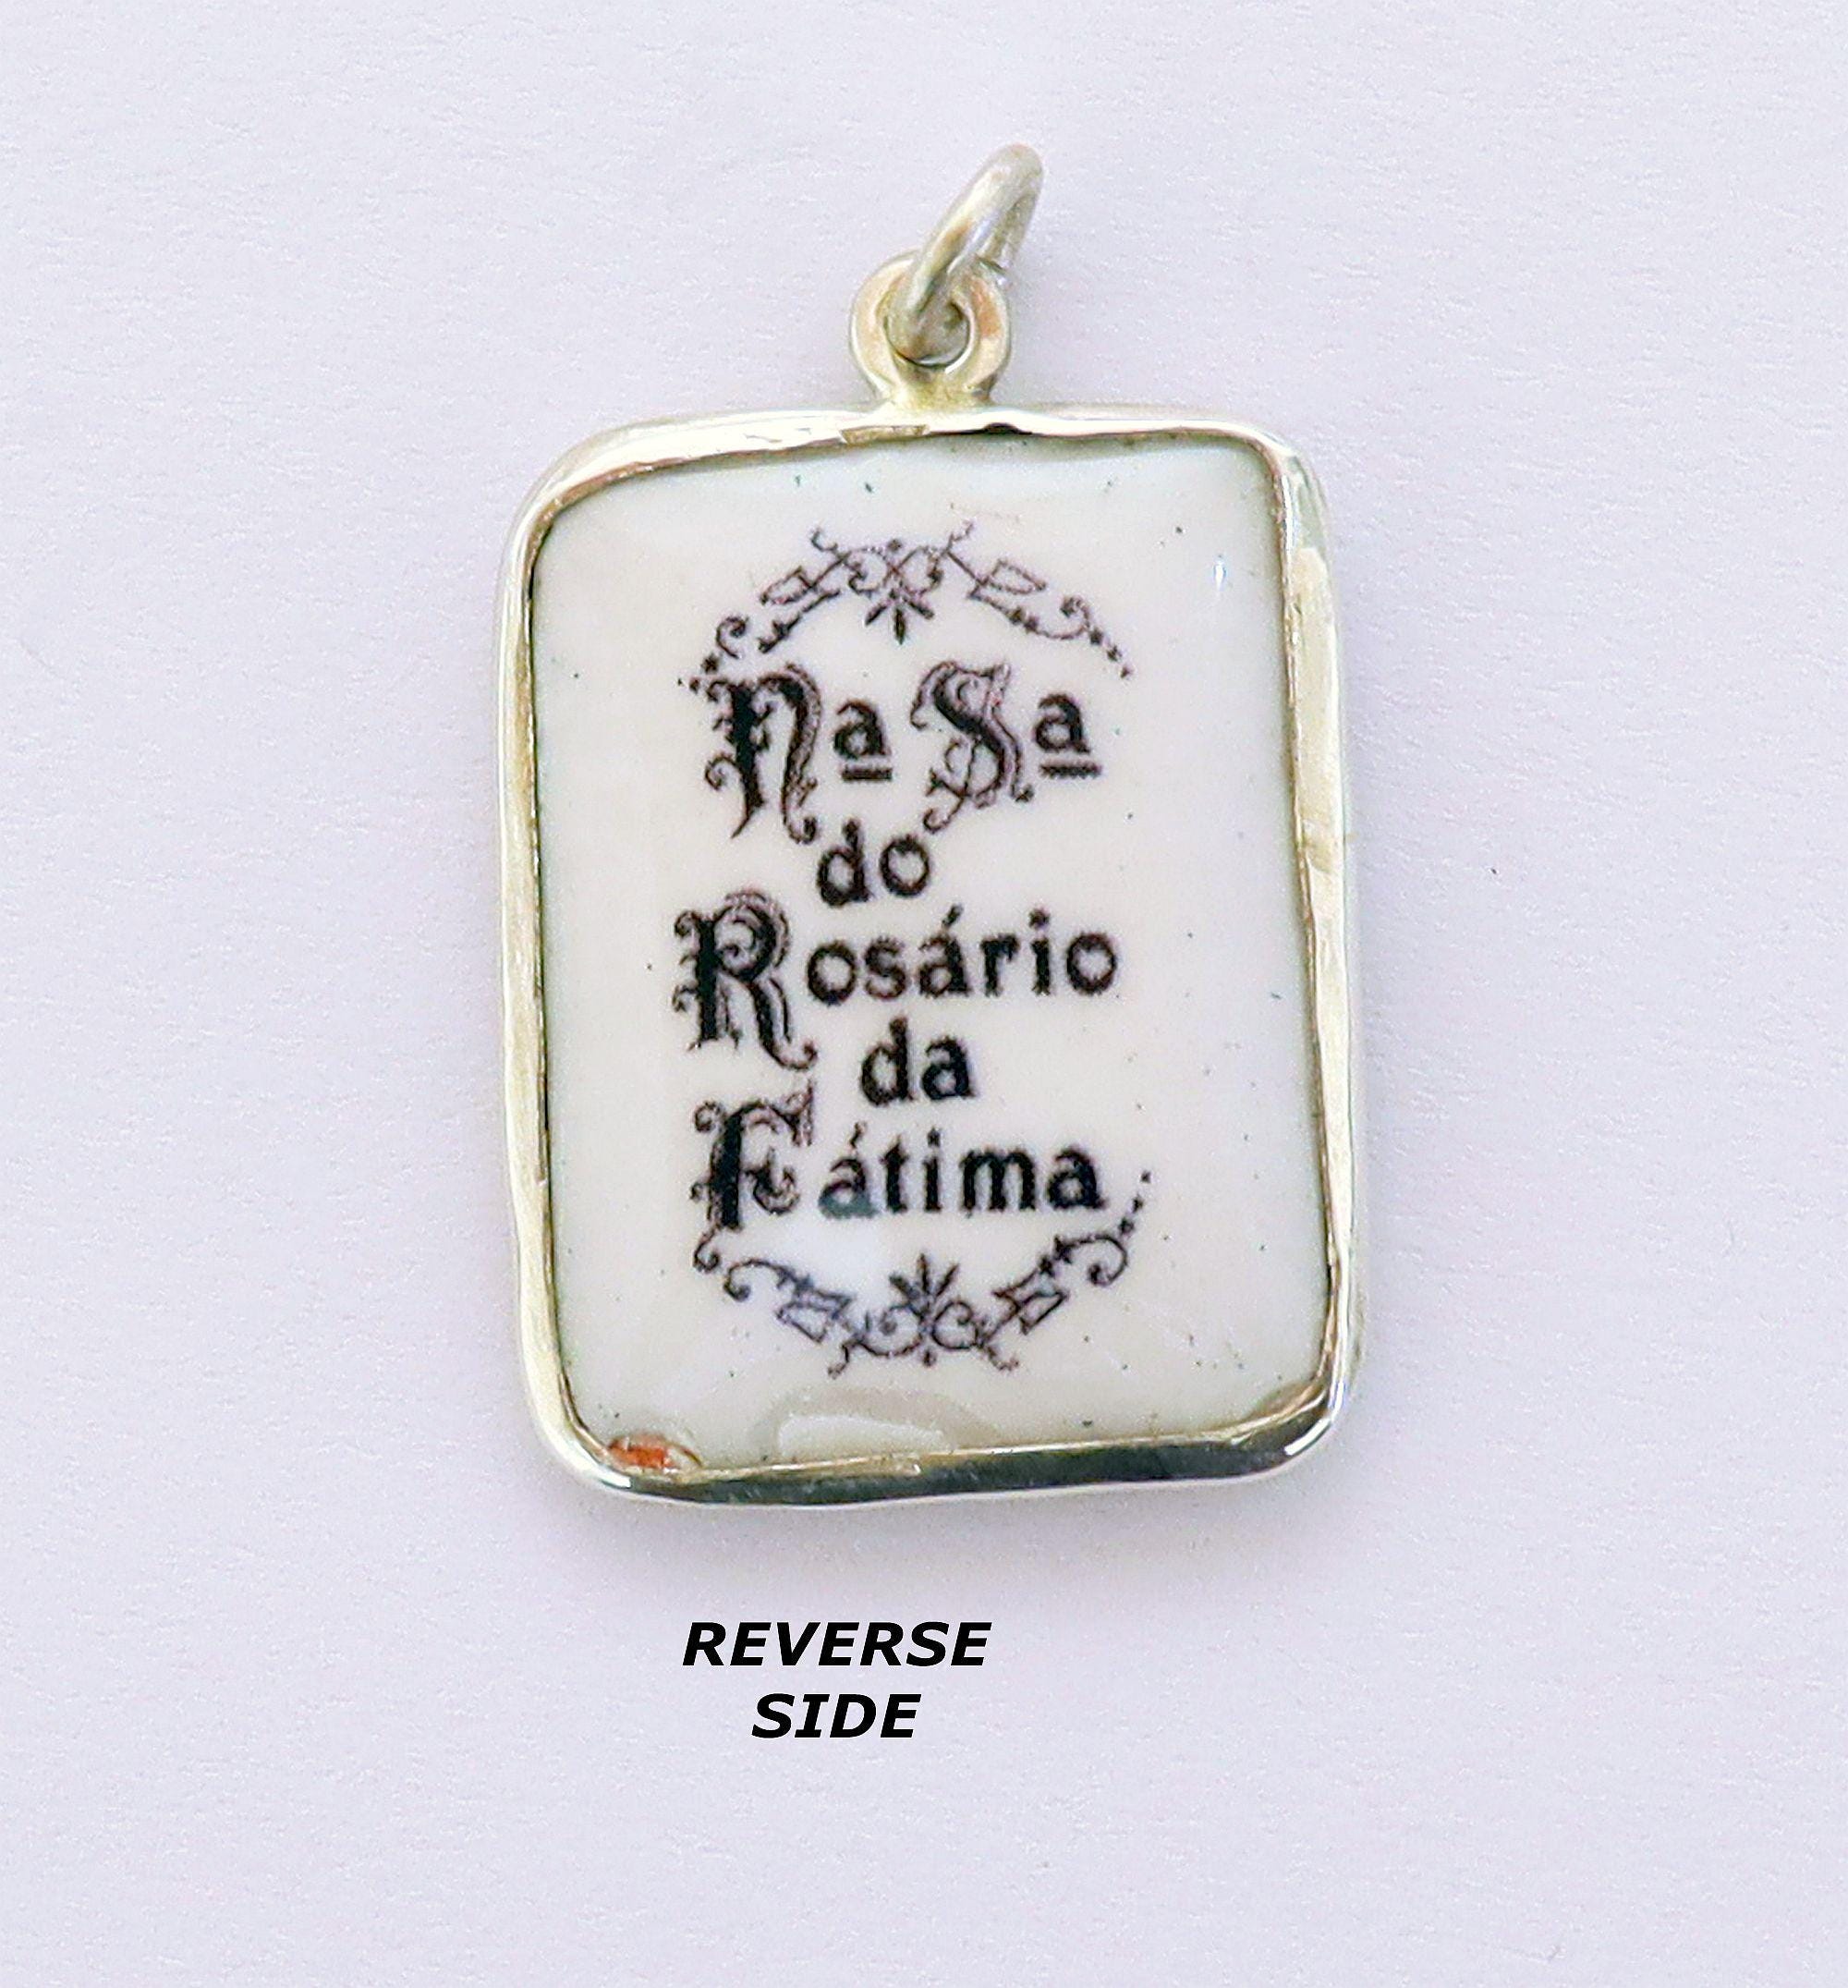 Nª Sª
do
Rosário
da
Fátima
REVERSE
SIDE